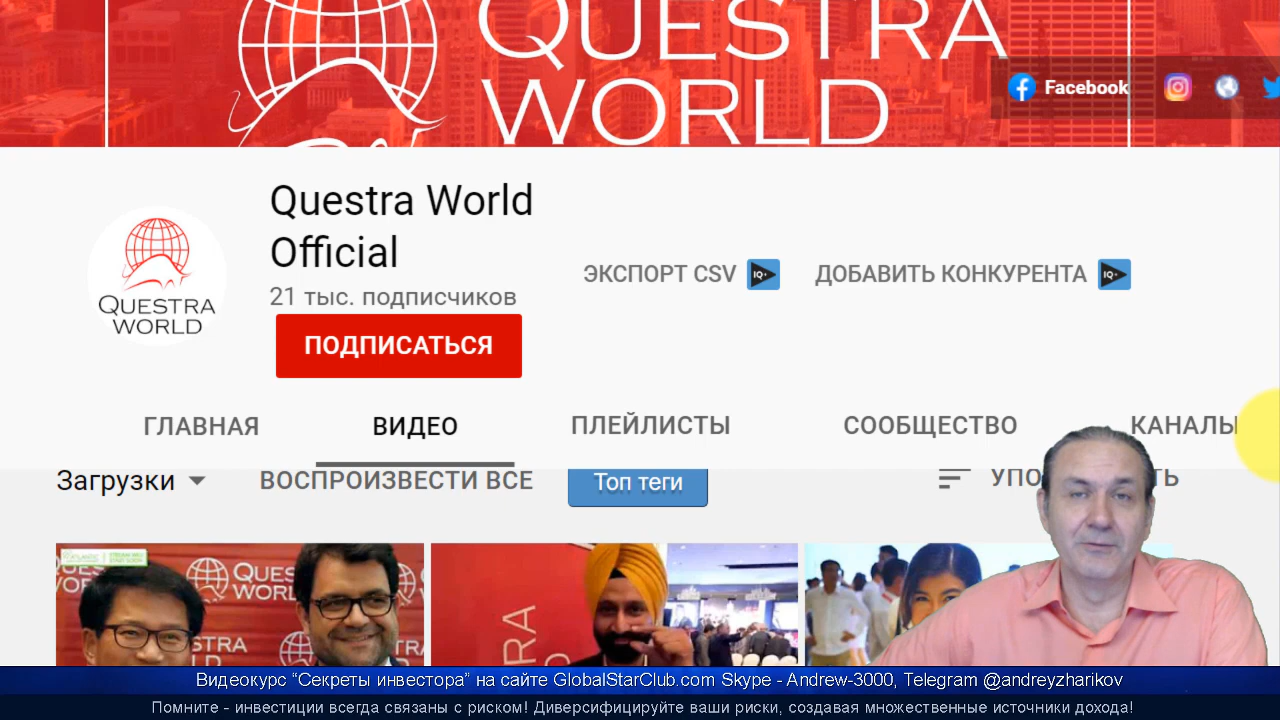 QUESTRA
WORLD
Facebook
Questra World
Official
21 тыс. подписчиков
ПОДПИСАТЬСЯ
ЭКСПОРТ CSV
IQ
ДОБАВИТЬ КОНКУРЕНТА
IQ
QUESTRA
WORLD
ГЛАВНАЯ
ВИДЕО
ПЛЕЙЛИСТЫ
СООБЩЕСТВО
КАНАЛЫ
Загрузки
ВОСПРОИЗВЕСТИ ВСЕ
Топ теги
Видеокурс “Секреты инвестора” на сайте GlobalStarClub.com Skype - Andrew-3000, Telegram @andreyzharikov
Помните - инвестиции всегда связаны с риском! Диверсифицируйте ваши риски, создавая множественные источники дохода!